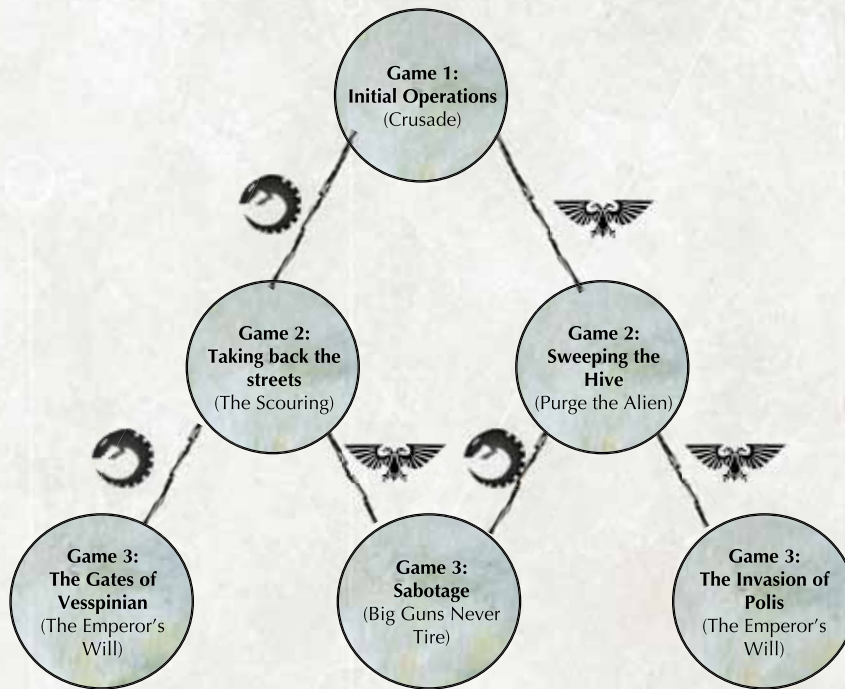 Game 1:
Initial Operations
(Crusade)
Game 2:
Taking back the
streets
(The Scouring)
Game 2:
Sweeping the
Hive
(Purge the Alien)
Game 3:
The Gates of
Vesspinian
(The Emperor's
Will)
Game 3:
Sabotage
(Big Guns Never
Tire)
Game 3:
The Invasion of
Polis
(The Emperor's
Will)